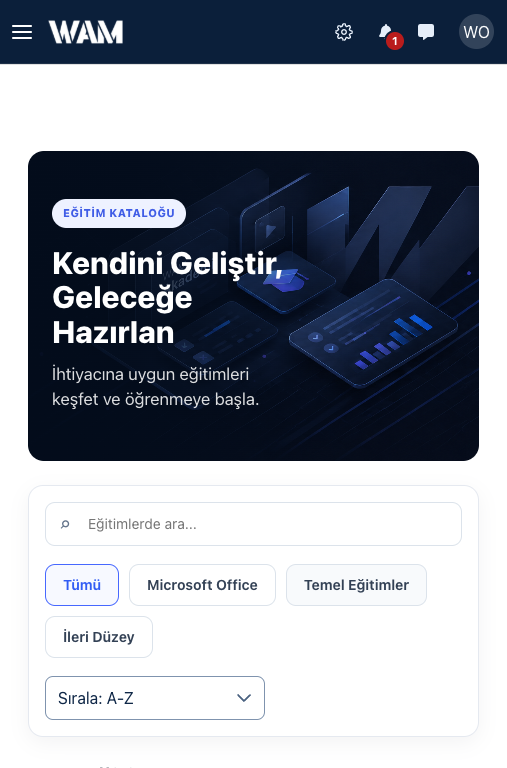 WAM
1
WO
EĞİTİM KATALOĞU
Kendini Geliştir,
Geleceğe
Hazırlan
İhtiyacına uygun eğitimleri
keşfet ve öğrenmeye başla.
Eğitimlerde ara...
Tümü
Microsoft Office
Temel Eğitimler
İleri Düzey
Sırala: A-Z